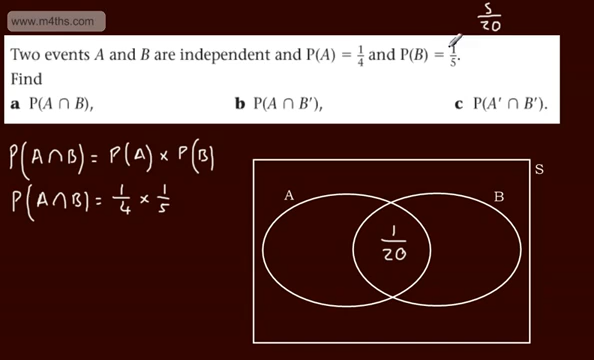 www.m4ths.com
5/20
Two events A and B are independent and P(A) = 1/4 and P(B) = 1/5.
Find
a P(A ∩ B), b P(A ∩ B′), c P(A′ ∩ B′).
P(A∩B) = P(A) × P(B)
P(A∩B) = 1/4 × 1/5
S
A B
1/20